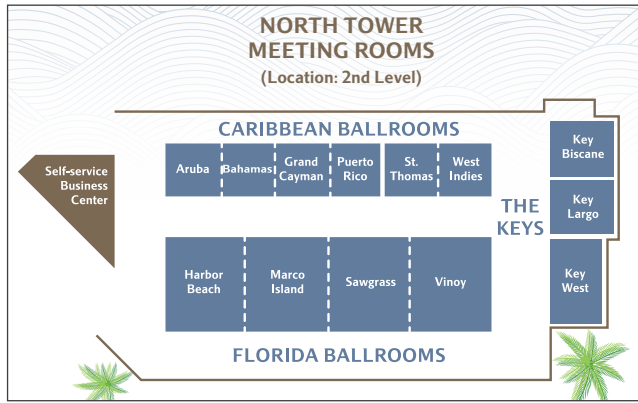 NORTH TOWER
MEETING ROOMS
(Location: 2nd Level)
CARIBBEAN BALLROOMS
Self-service
Business
Center
Aruba
Bahamas
Grand
Cayman
Puerto
Rico
St.
Thomas
West
Indies
Key
Biscane
Key
Largo
Key
West
THE
KEYS
Harbor
Beach
Marco
Island
Sawgrass
Vinoy
FLORIDA BALLROOMS